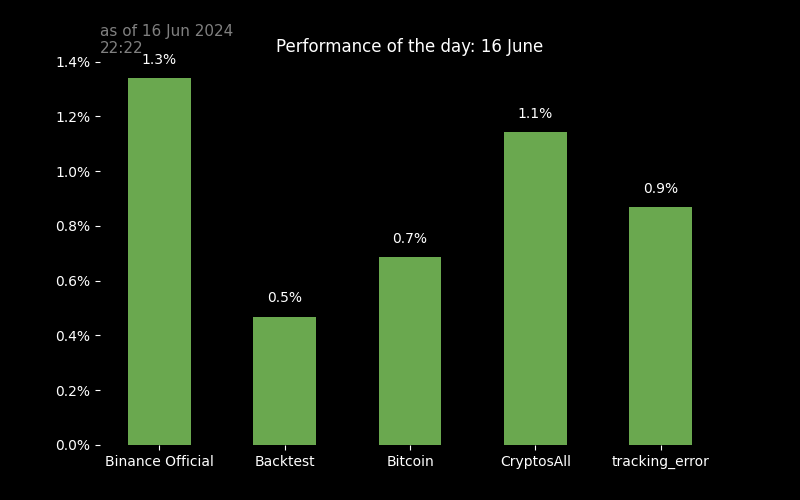 as of 16 Jun 2024
22:22
Performance of the day: 16 June
1.4%
1.2%
1.0%
0.8%
0.6%
0.4%
0.2%
0.0%
1.3%
0.5%
0.7%
1.1%
0.9%
Binance Official
Backtest
Bitcoin
CryptosAll
tracking_error